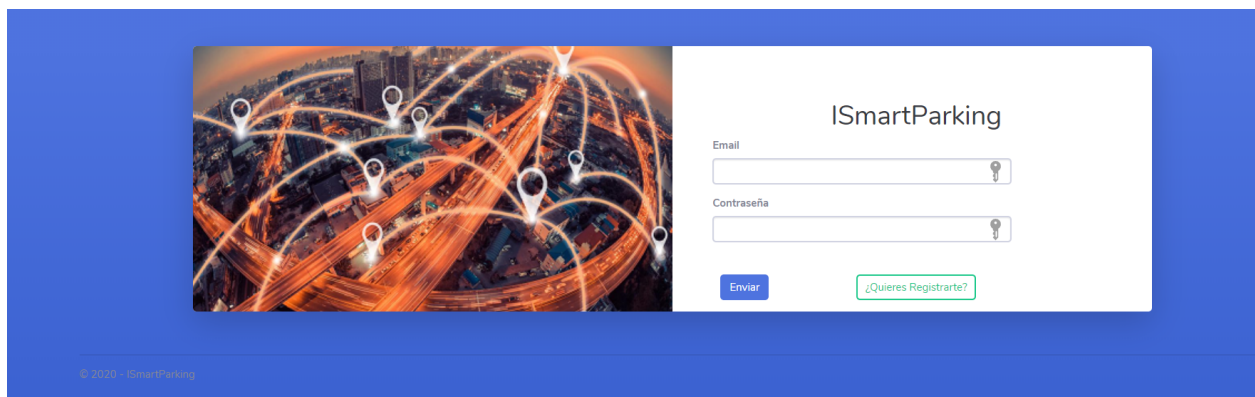 ISmartParking
Email
Contraseña
Enviar
¿Quieres Registrarte?
© 2020 - ISmartParking